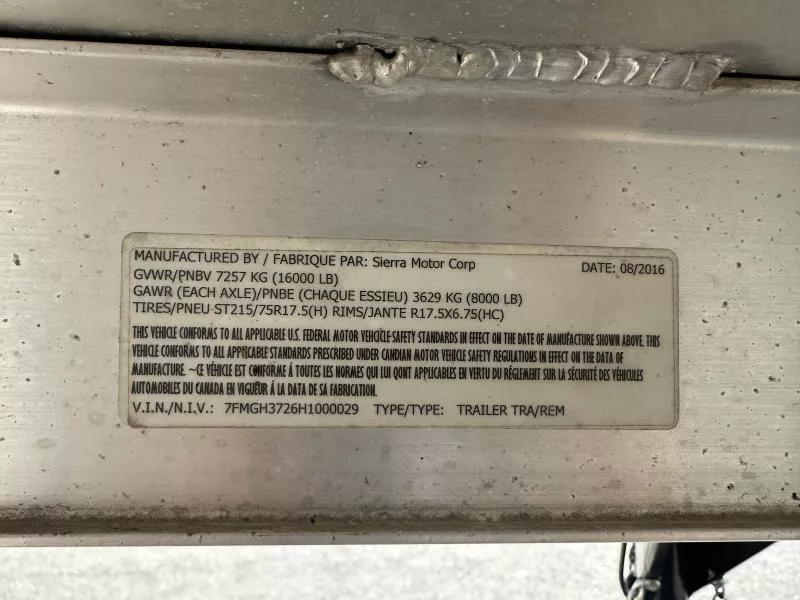 MANUFACTURED BY / FABRIQUE PAR: Sierra Motor Corp DATE: 08/2016
GVWR/PNBV 7257 KG (16000 LB)
GAWR (EACH AXLE)/PNBE (CHAQUE ESSIEU) 3629 KG (8000 LB)
TIRES/PNEU ST215/75R17.5(H) RIMS/JANTE R17.5X6.75(HC)
THIS VEHICLE CONFORMS TO ALL APPLICABLE U.S. FEDERAL MOTOR VEHICLE SAFETY STANDARDS IN EFFECT ON THE DATE OF MANUFACTURE SHOWN ABOVE. THIS
VEHICLE CONFORMS TO ALL APPLICABLE STANDARDS PRESCRIBED UNDER CANDIAN MOTOR VEHICLE SAFETY REGULATIONS IN EFFECT ON THE DATA OF
MANUFACTURE. ~CE VÉHICLE EST CONFORME Á TOUTES LES NORMES QUI LUI QONT APPLICABLES EN VERTU DU RÉGLEMENT SUR LA SÉCURITÉ DES VÉHICULES
AUTOMOBILES DU CANADA EN VIGUEUR Á LA DATA DE SA FABRICATION.
V.I.N./N.I.V.: 7FMGH3726H1000029 TYPE/TYPE: TRAILER TRA/REM